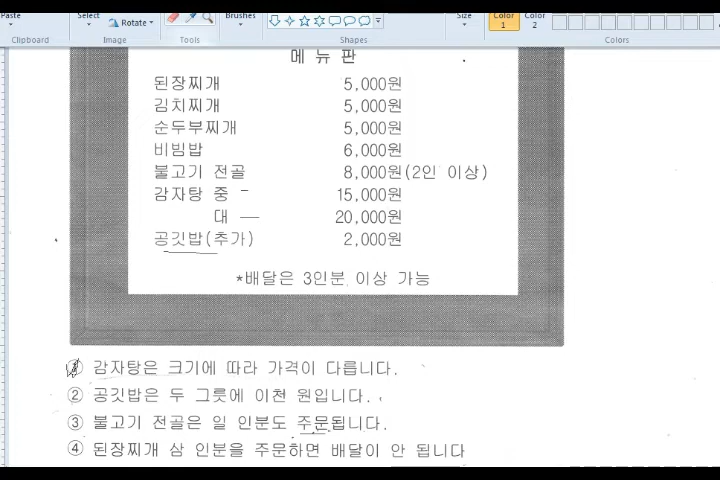 Paste Select Rotate Brushes Size Color 1 Color 2
Clipboard Image Tools Shapes Colors
메 뉴 판
된장찌개 5,000원
김치찌개 5,000원
순두부찌개 5,000원
비빔밥 6,000원
불고기 전골 8,000원(2인 이상)
감자탕 중 15,000원
대 20,000원
공깃밥(추가) 2,000원
*배달은 3인분 이상 가능
감자탕은 크기에 따라 가격이 다릅니다.
② 공깃밥은 두 그릇에 이천 원입니다.
③ 불고기 전골은 일 인분도 주문됩니다.
④ 된장찌개 삼 인분을 주문하면 배달이 안 됩니다